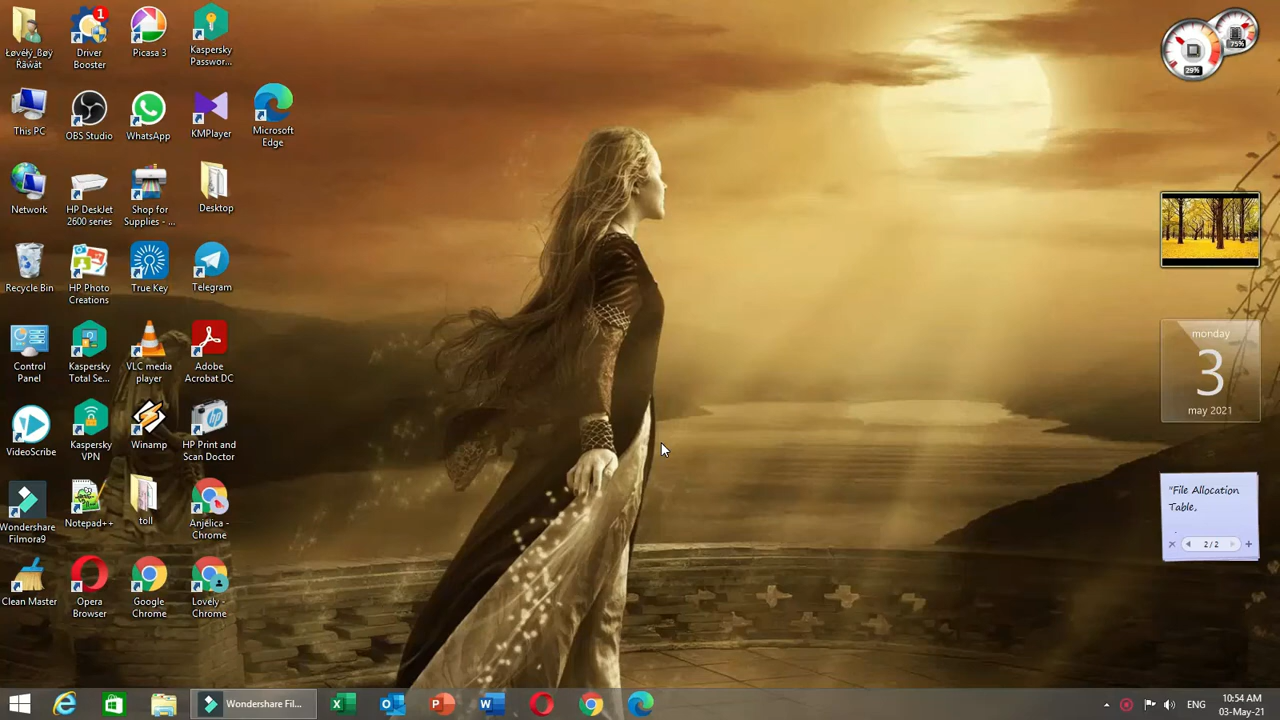 Driver
Booster
1
Picasa 3
Kaspersky
Passwor...
This PC
OBS Studio
WhatsApp
KMPlayer
Microsoft
Edge
Network
HP DeskJet
2600 series
Shop for
Supplies - ...
Desktop
Recycle Bin
HP Photo
Creations
True Key
Telegram
Control
Panel
Kaspersky
Total Se...
VLC media
player
Adobe
Acrobat DC
VideoScribe
Kaspersky
VPN
Winamp
HP Print and
Scan Doctor
Wondershare
Filmora9
Notepad++
toll
Anjelica -
Chrome
Clean Master
Opera
Browser
Google
Chrome
Lovely -
Chrome
29%
75%
monday
3
may 2021
"File Allocation
Table,
2/2
Wondershare Fil...
ENG
10:54 AM
03-May-21